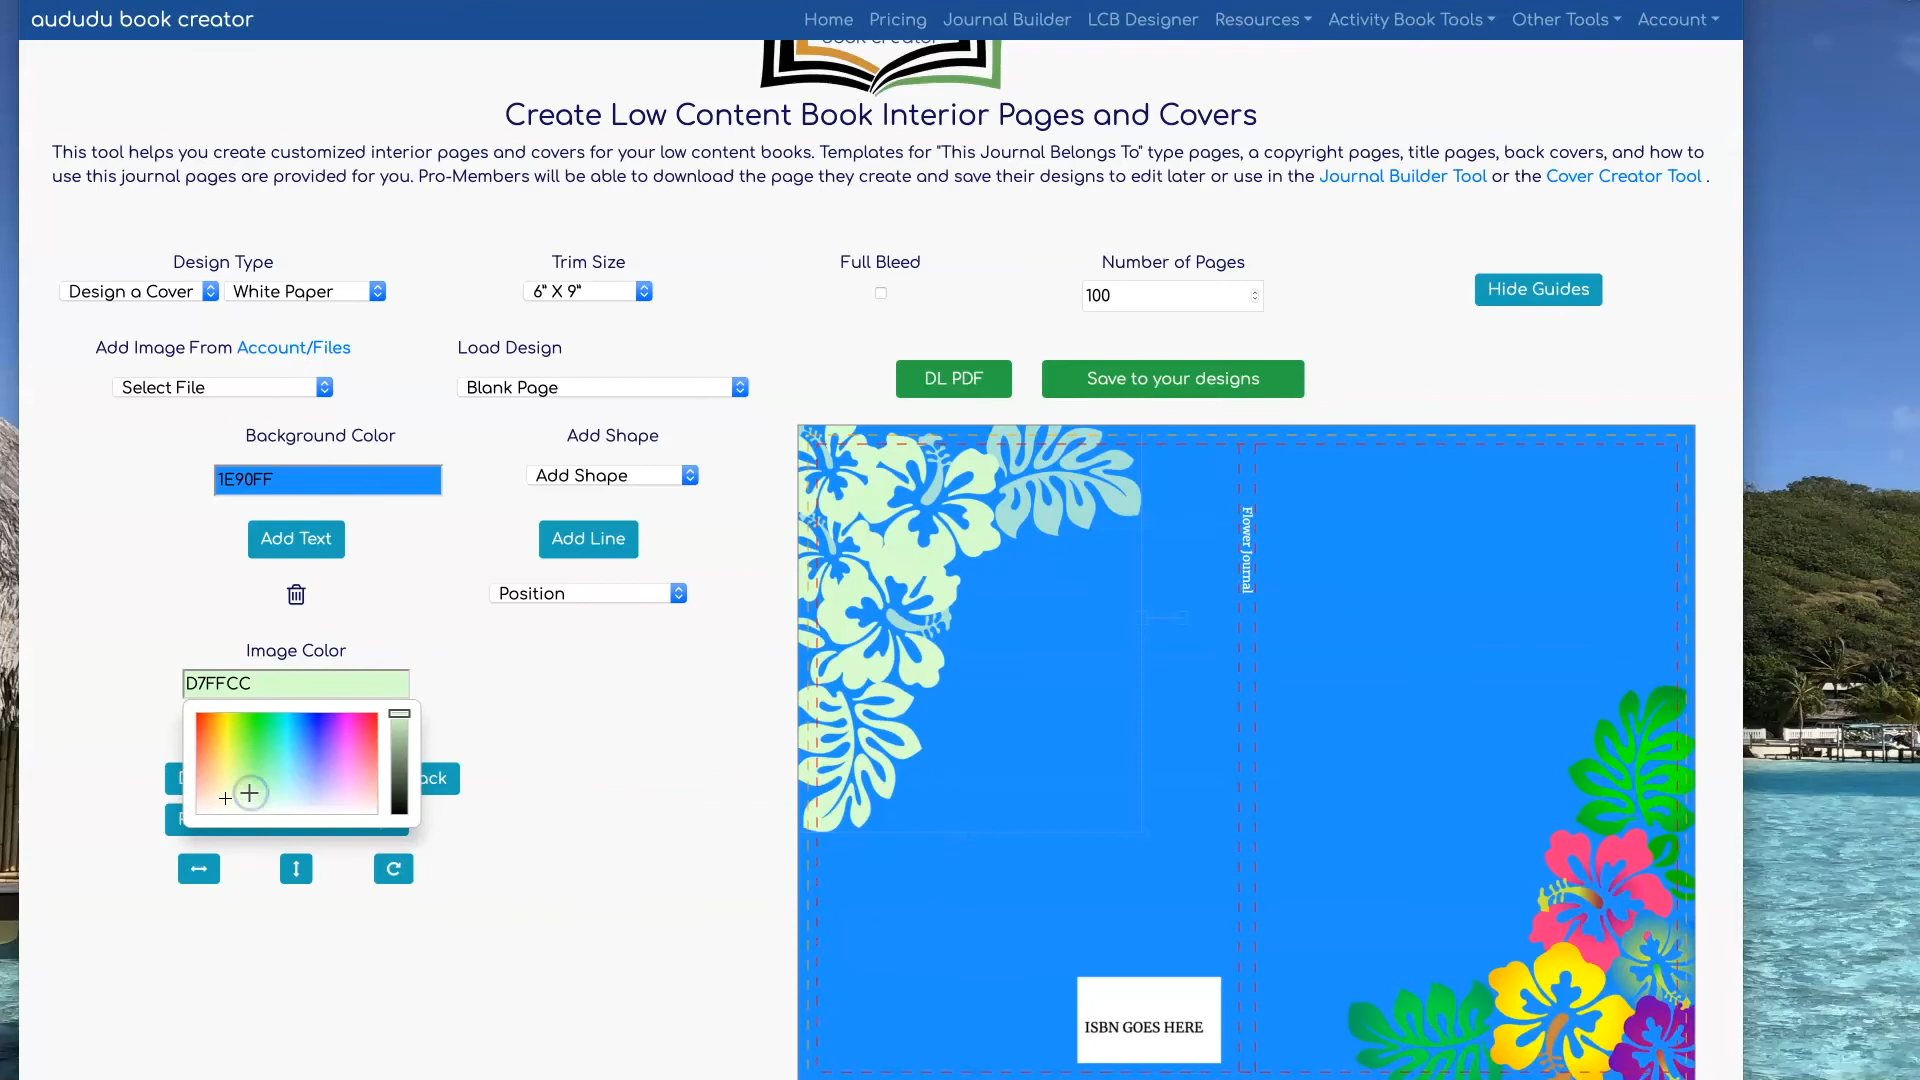 aududu book creator
Home Pricing Journal Builder LCB Designer Resources Activity Book Tools Other Tools Account
book creator
Create Low Content Book Interior Pages and Covers
This tool helps you create customized interior pages and covers for your low content books. Templates for "This Journal Belongs To" type pages, a copyright pages, title pages, back covers, and how to
use this journal pages are provided for you. Pro-Members will be able to download the page they create and save their designs to edit later or use in the Journal Builder Tool or the Cover Creator Tool .
Design Type
Trim Size
Full Bleed
Number of Pages
Design a Cover
White Paper
6” X 9”
100
Hide Guides
Add Image From Account/Files
Load Design
Select File
Blank Page
DL PDF
Save to your designs
Background Color
Add Shape
1E90FF
Add Shape
Add Text
Add Line
Position
Image Color
D7FFCC
ack
Flower Journal
ISBN GOES HERE